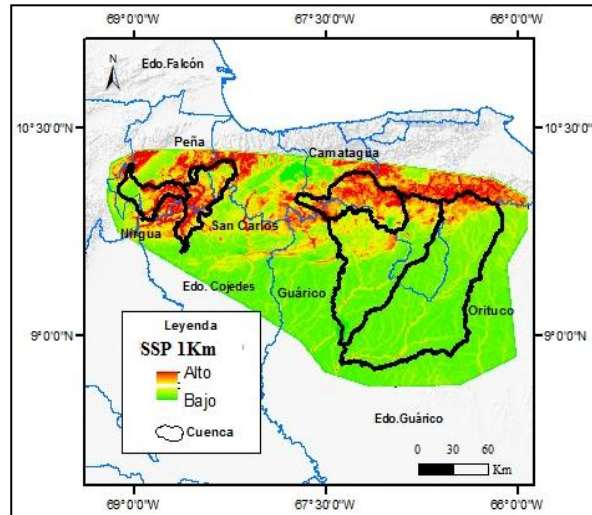 69°0'0"W 67°30'0"W 66°0'0"W
Edo.Falcón
N
10°30'0"N
10°30'0"N
Peña
Camatagua
Nirgua
San Carlos
Edo. Cojedes
Guárico
Orituco
9°0'0"N
9°0'0"N
Leyenda
SSP 1Km
Alto
Bajo
Cuenca
Edo.Guárico
0 30 60
Km
69°0'0"W 67°30'0"W 66°0'0"W